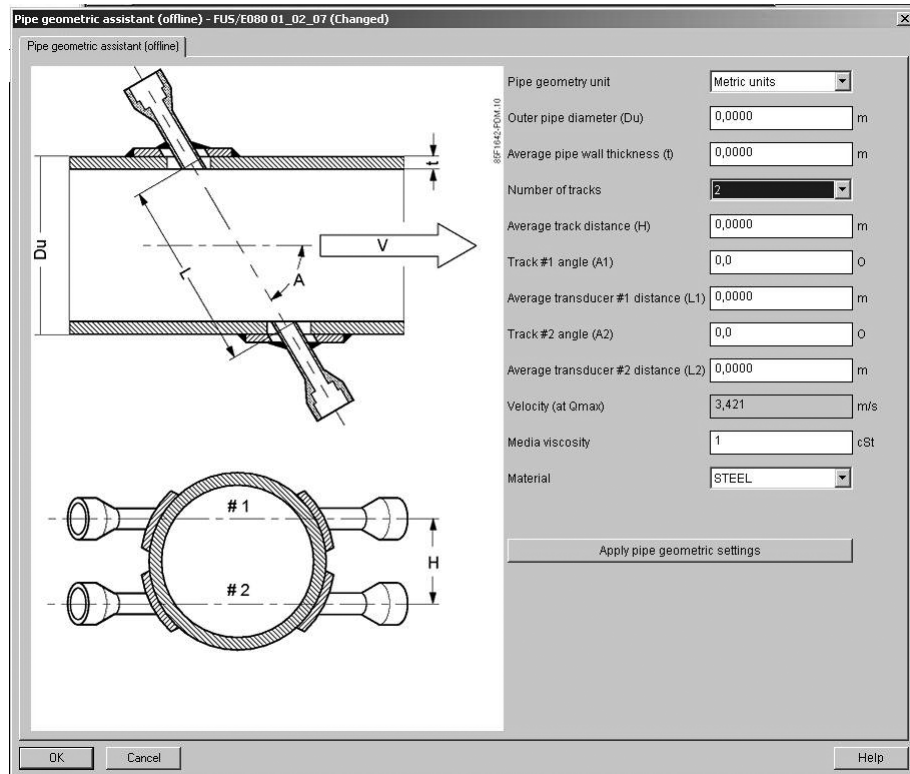 Pipe geometric assistant (offline) - FUS/E080 01_02_07 (Changed)
Pipe geometric assistant (offline)
85F1642-PDM.10
t
Du
L
A
V
# 1
# 2
H
Pipe geometry unit Metric units
Outer pipe diameter (Du) 0,0000 m
Average pipe wall thickness (t) 0,0000 m
Number of tracks 2
Average track distance (H) 0,0000 m
Track #1 angle (A1) 0,0 O
Average transducer #1 distance (L1) 0,0000 m
Track #2 angle (A2) 0,0 O
Average transducer #2 distance (L2) 0,0000 m
Velocity (at Qmax) 3,421 m/s
Media viscosity 1 cSt
Material STEEL
Apply pipe geometric settings
OK Cancel Help